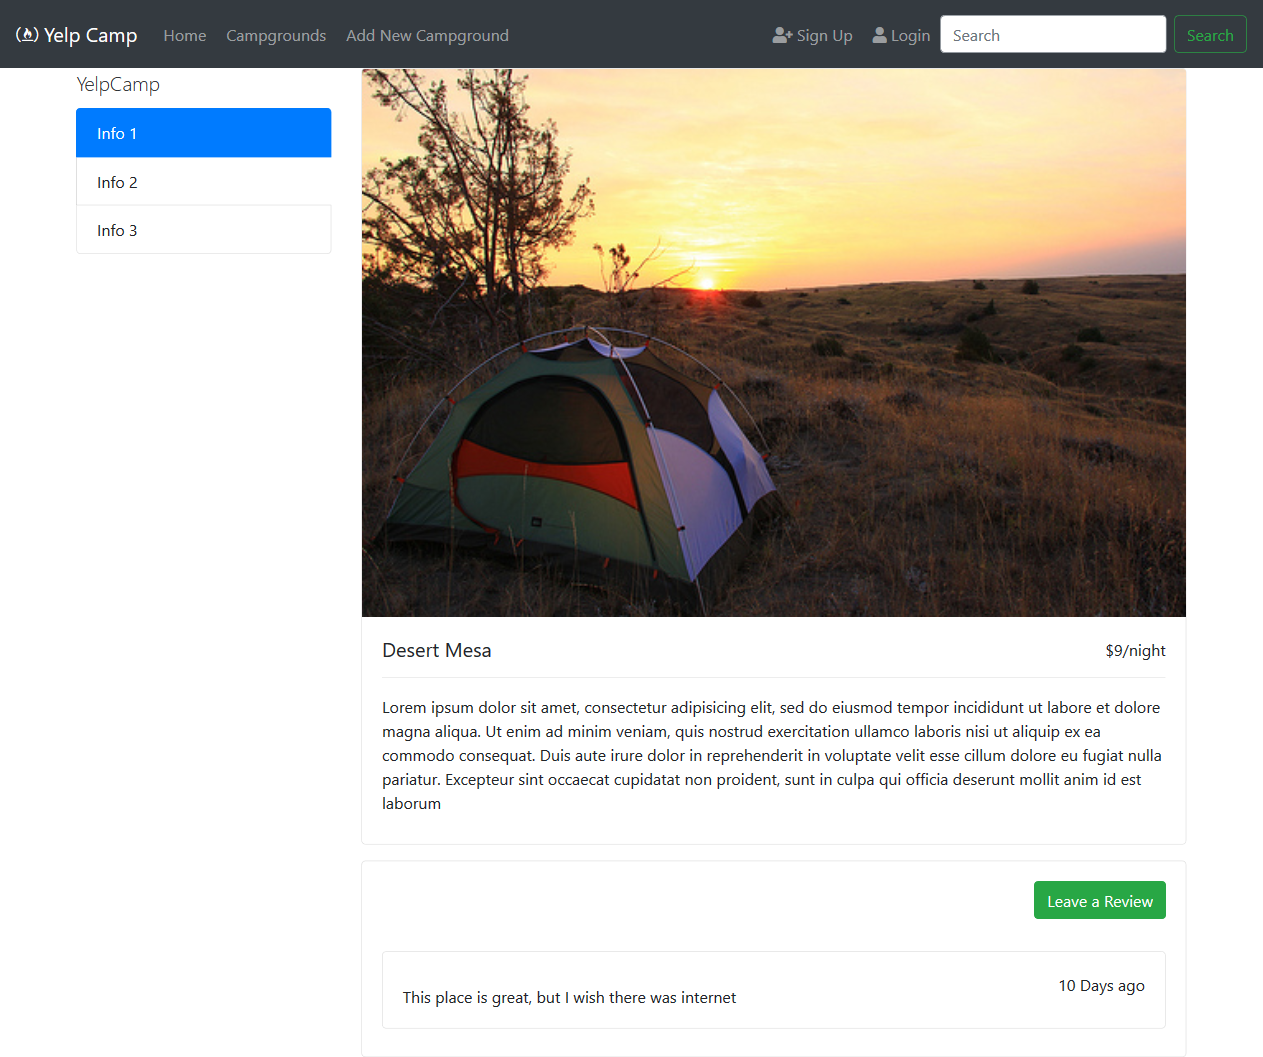 Yelp Camp Home Campgrounds Add New Campground Sign Up Login Search Search
YelpCamp
Info 1
Info 2
Info 3
Desert Mesa $9/night
Lorem ipsum dolor sit amet, consectetur adipisicing elit, sed do eiusmod tempor incididunt ut labore et dolore
magna aliqua. Ut enim ad minim veniam, quis nostrud exercitation ullamco laboris nisi ut aliquip ex ea
commodo consequat. Duis aute irure dolor in reprehenderit in voluptate velit esse cillum dolore eu fugiat nulla
pariatur. Excepteur sint occaecat cupidatat non proident, sunt in culpa qui officia deserunt mollit anim id est
laborum
Leave a Review
10 Days ago
This place is great, but I wish there was internet